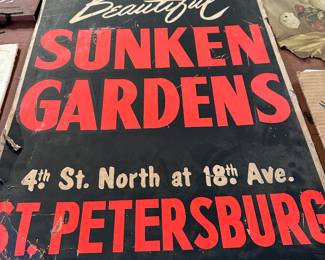 Beautiful
SUNKEN
GARDENS
4th St. North at 18th Ave.
ST. PETERSBURG